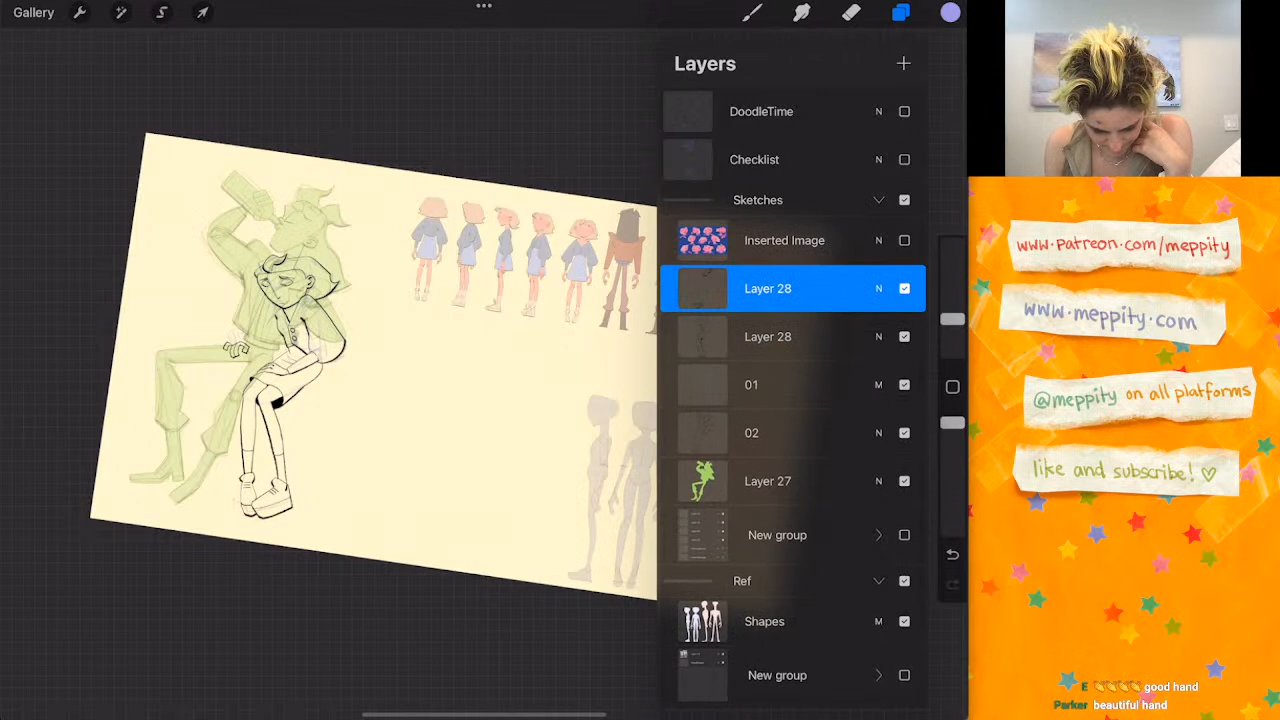 Gallery
Layers
DoodleTime N
Checklist N
Sketches
Inserted Image N
Layer 28 N
Layer 28 N
01 M
02 N
Layer 27 N
New group
Ref
Shapes M
New group
www.patreon.com/meppity
www.meppity.com
@meppity on all platforms
like and subscribe! ♡
E 👏👏👏👏 good hand
Parker beautiful hand